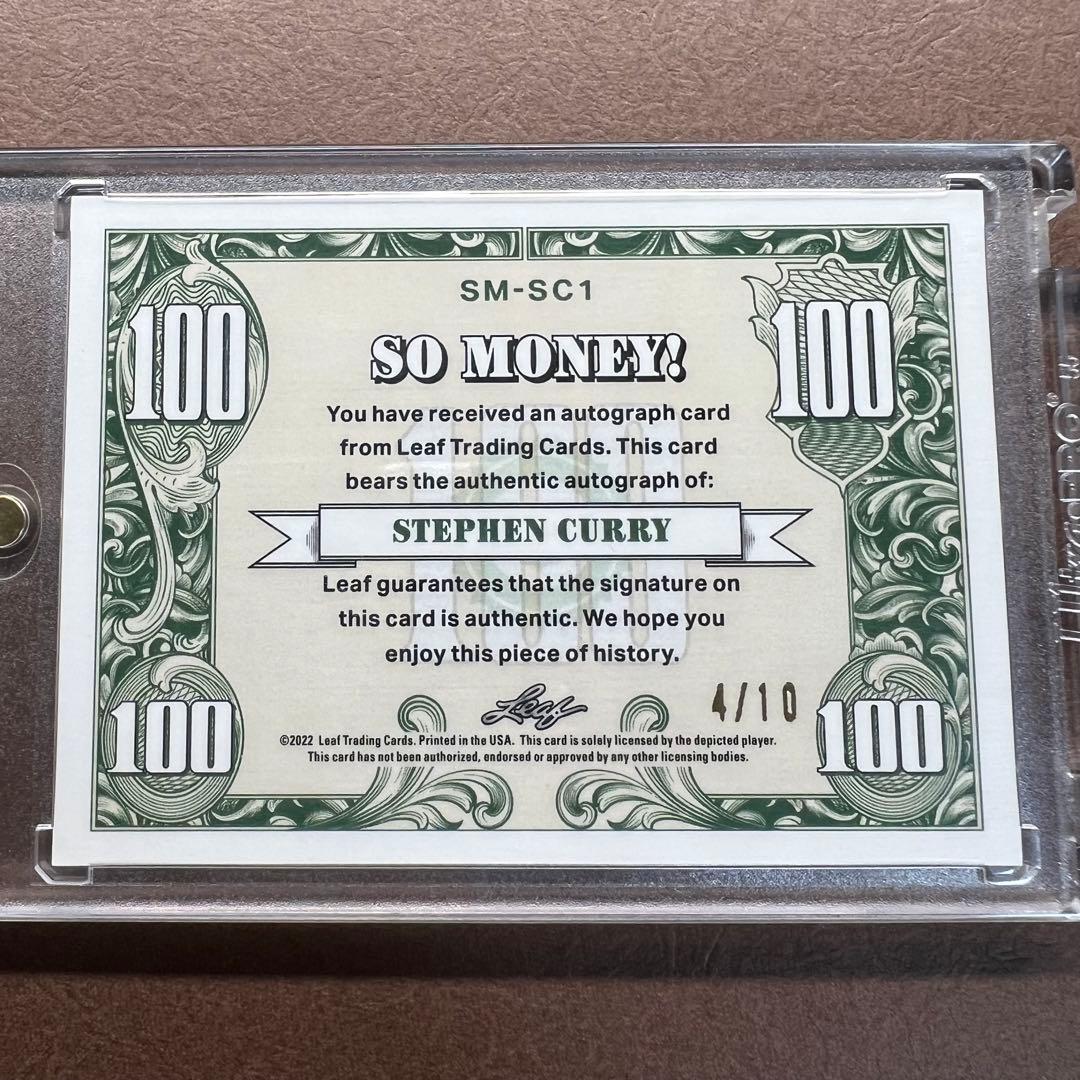 SM-SC1
100
100
SO MONEY!
You have received an autograph card
from Leaf Trading Cards. This card
bears the authentic autograph of:
STEPHEN CURRY
Leaf guarantees that the signature on
this card is authentic. We hope you
enjoy this piece of history.
4/10
100
100
Leaf
©2022 Leaf Trading Cards. Printed in the USA. This card is solely licensed by the depicted player.
This card has not been authorized, endorsed or approved by any other licensing bodies.
UltraPRO®